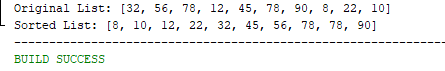 Original List: [32, 56, 78, 12, 45, 78, 90, 8, 22, 10]
Sorted List: [8, 10, 12, 22, 32, 45, 56, 78, 78, 90]
------------------------------------------------------------------------
BUILD SUCCESS